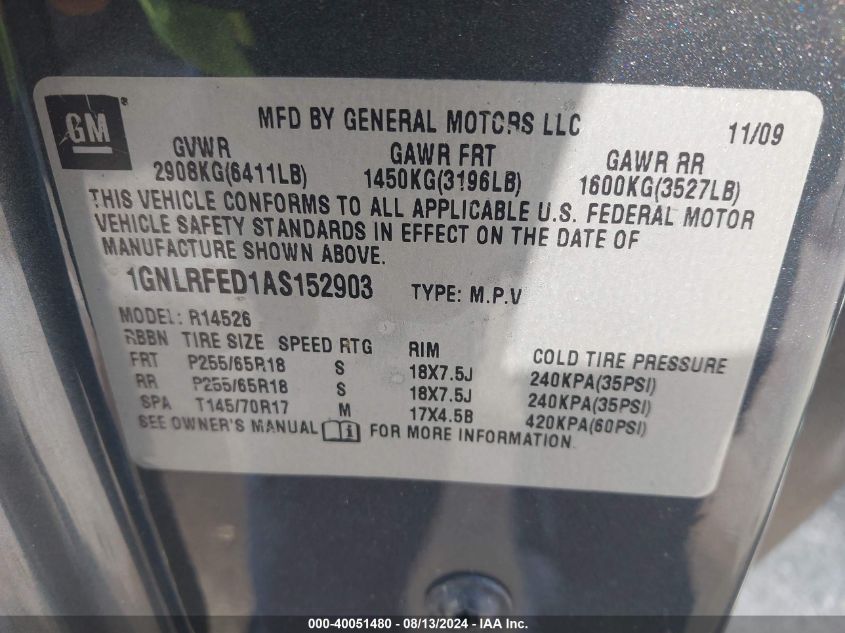 GM
MFD BY GENERAL MOTORS LLC 11/09
GVWR GAWR FRT GAWR RR
2908KG(6411LB) 1450KG(3196LB) 1600KG(3527LB)
THIS VEHICLE CONFORMS TO ALL APPLICABLE U.S. FEDERAL MOTOR
VEHICLE SAFETY STANDARDS IN EFFECT ON THE DATE OF
MANUFACTURE SHOWN ABOVE.
1GNLRFED1AS152903 TYPE: M.P.V
MODEL: R14526
RBBN TIRE SIZE SPEED RTG RIM COLD TIRE PRESSURE
FRT P255/65R18 S 18X7.5J 240KPA(35PSI)
RR P255/65R18 S 18X7.5J 240KPA(35PSI)
SPA T145/70R17 M 17X4.5B 420KPA(60PSI)
SEE OWNER'S MANUAL FOR MORE INFORMATION.
000-40051480 - 08/13/2024 - IAAI.com